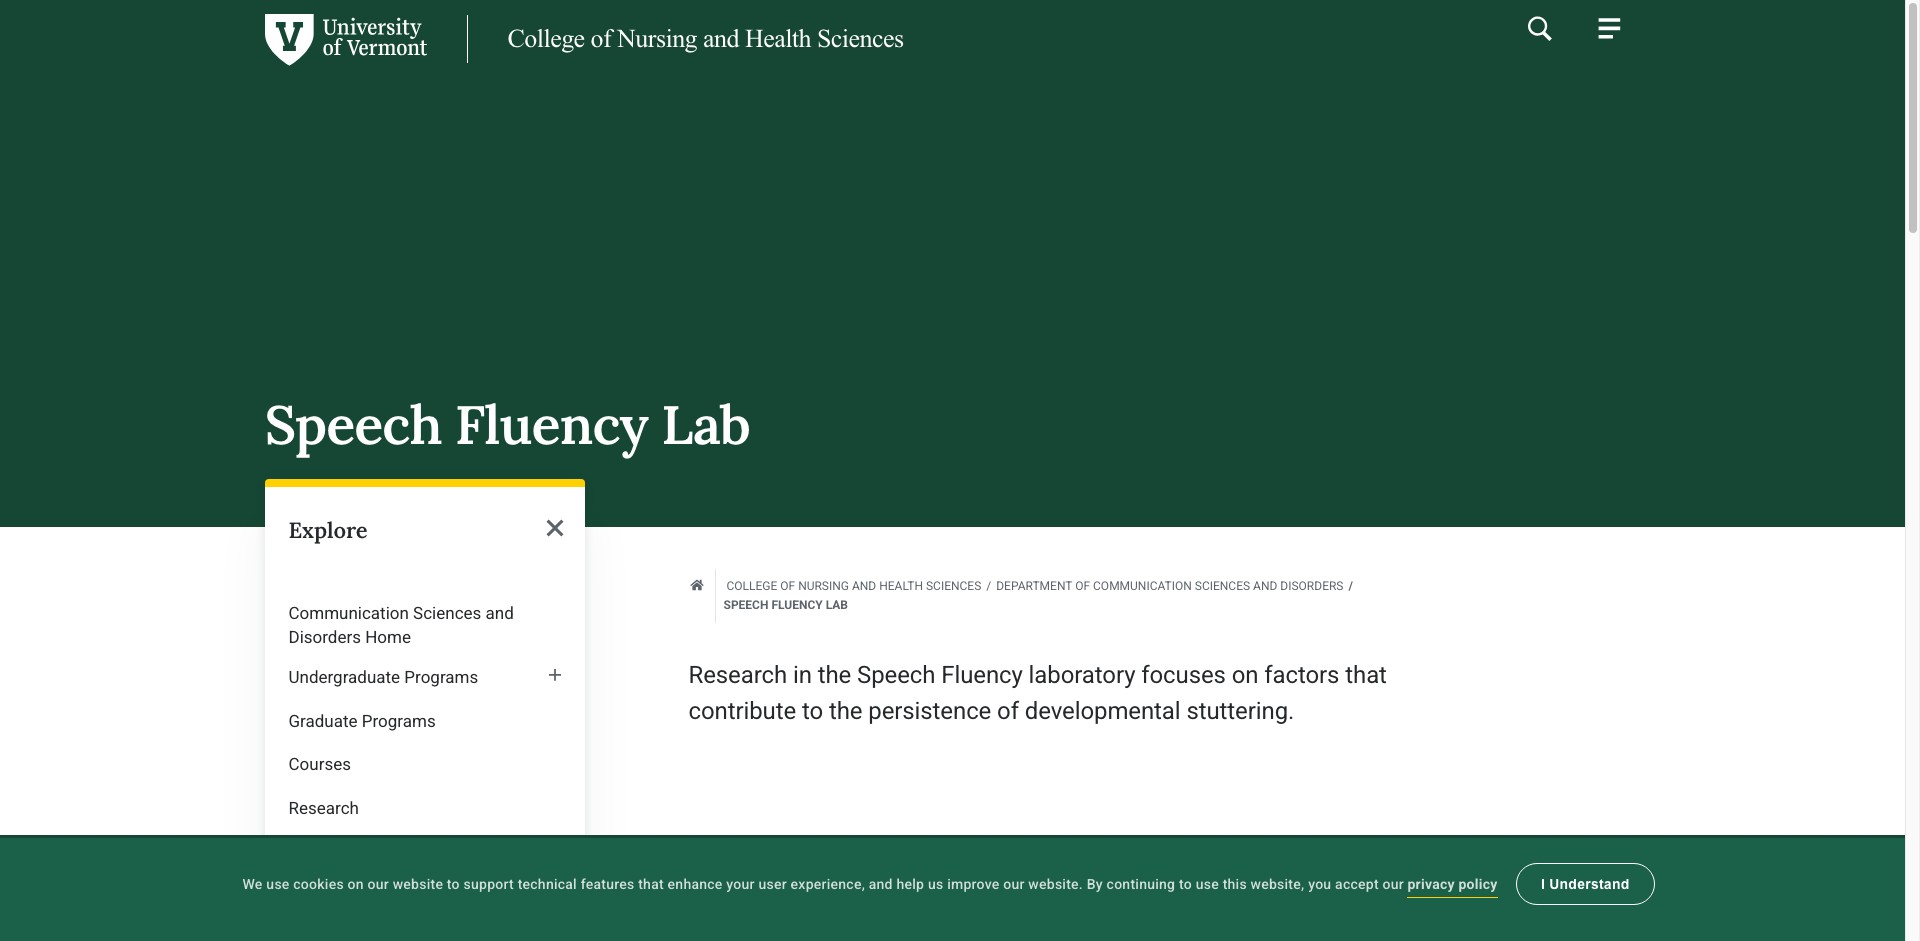 University
of Vermont
College of Nursing and Health Sciences
Speech Fluency Lab
Explore
Communication Sciences and
Disorders Home
Undergraduate Programs
Graduate Programs
Courses
Research
COLLEGE OF NURSING AND HEALTH SCIENCES / DEPARTMENT OF COMMUNICATION SCIENCES AND DISORDERS /
SPEECH FLUENCY LAB
Research in the Speech Fluency laboratory focuses on factors that
contribute to the persistence of developmental stuttering.
We use cookies on our website to support technical features that enhance your user experience, and help us improve our website. By continuing to use this website, you accept our privacy policy
I Understand